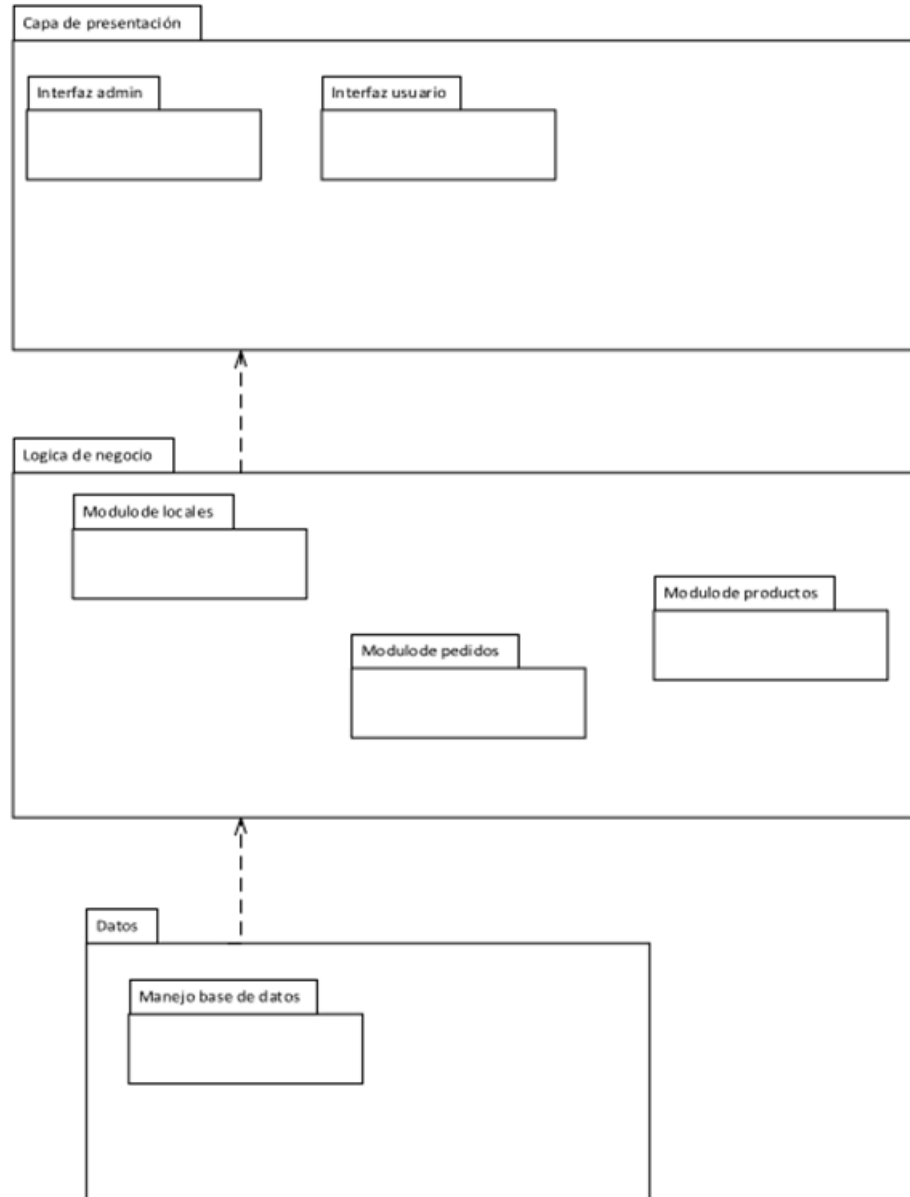 Capa de presentación
Interfaz admin
Interfaz usuario
Logica de negocio
Modulo de locales
Modulo de productos
Modulo de pedidos
Datos
Manejo base de datos